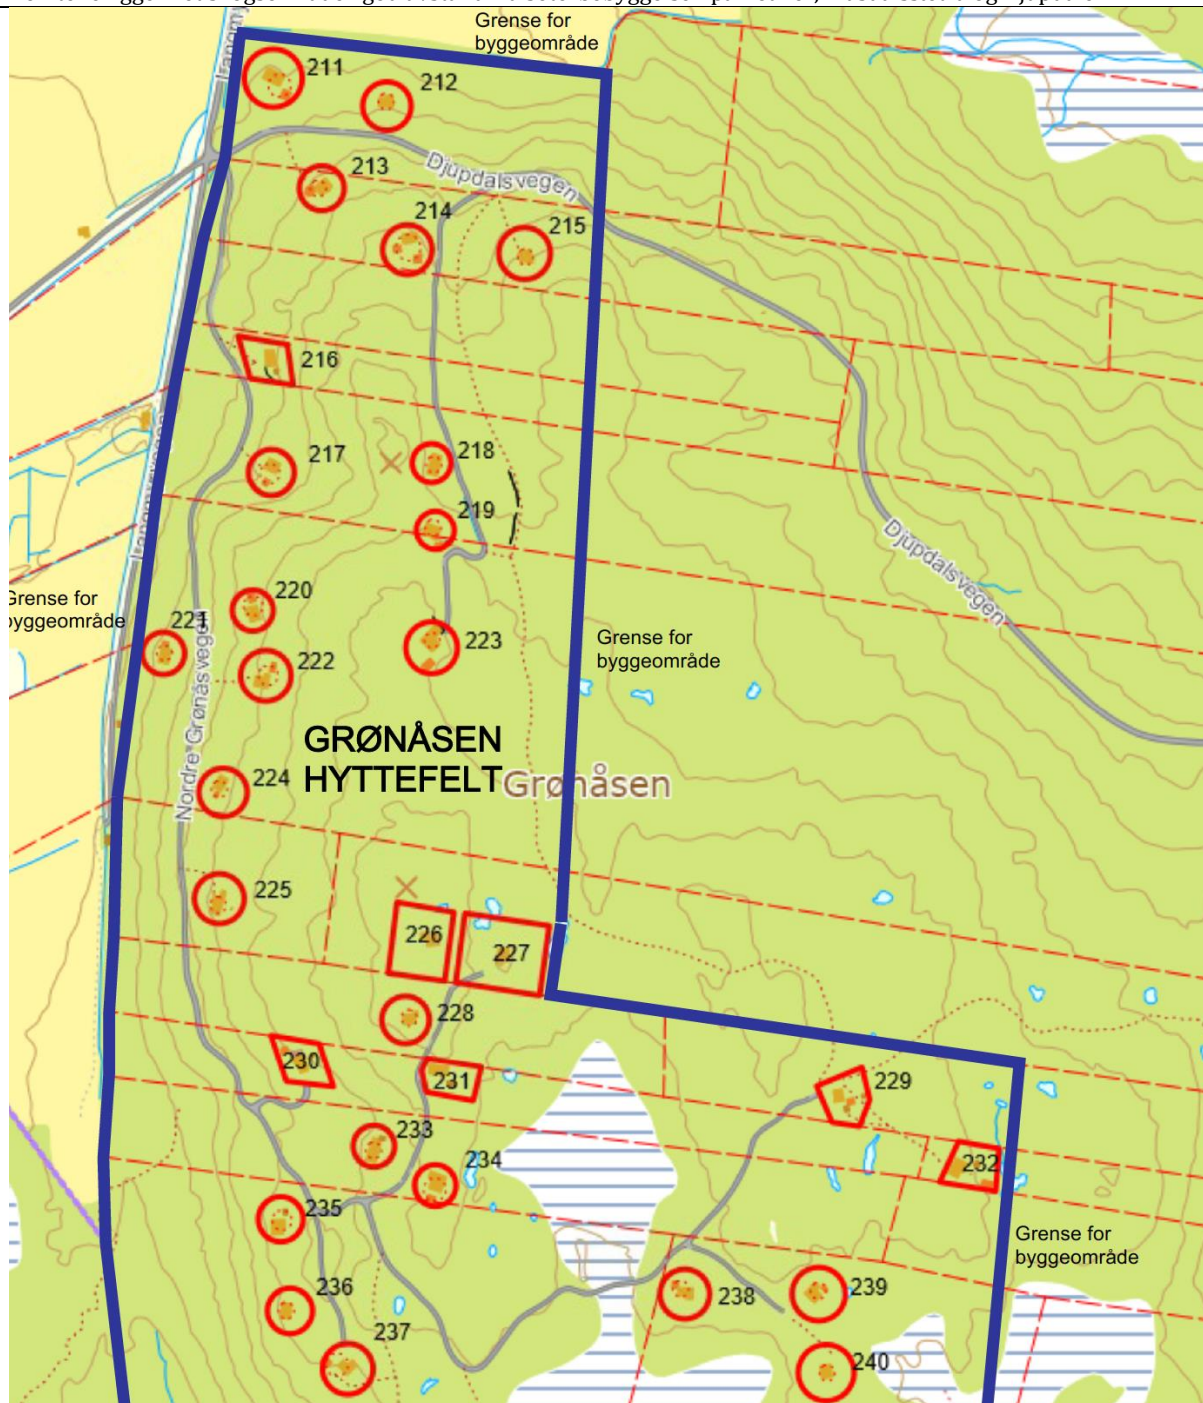 Grense for
byggeområde
211
212
213
Djupdalsvegen
214
215
216
217
218
219
Djupdalsvegen
Grense for
byggeområde
220
221
222
223
Grense for
byggeområde
Nordre Grønåsvegen
GRØNÅSEN
HYTTEFELT
Grønåsen
224
225
226
227
228
229
230
231
232
233
234
235
Grense for
byggeområde
236
237
238
239
240